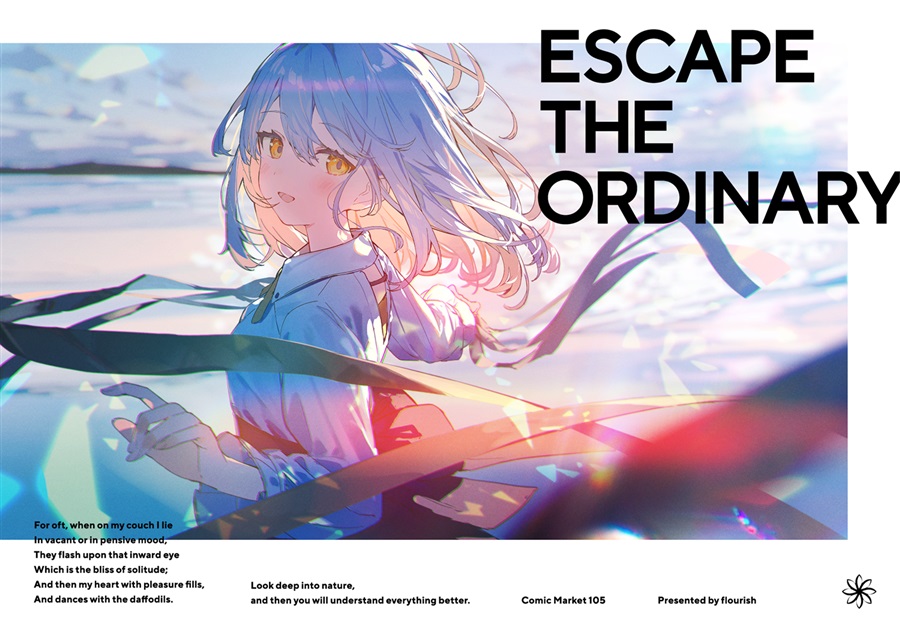 ESCAPE
THE
ORDINARY
For oft, when on my couch I lie
In vacant or in pensive mood,
They flash upon that inward eye
Which is the bliss of solitude;
And then my heart with pleasure fills,
And dances with the daffodils.
Look deep into nature,
and then you will understand everything better.
Comic Market 105
Presented by flourish